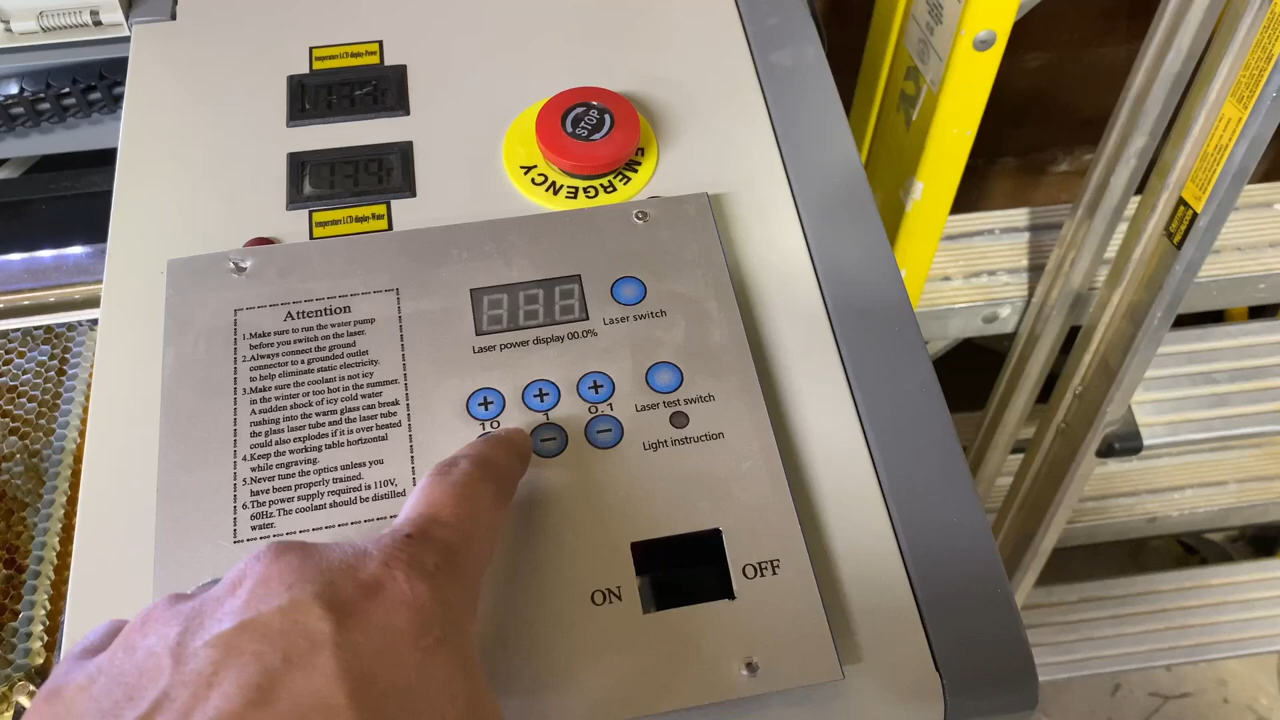 temperature LCD display-Power
STOP
EMERGENCY
temperature LCD display-Water
Attention
1.Make sure to run the water pump
before you switch on the laser.
2.Always connect the ground
connector to a grounded outlet
to help eliminate static electricity.
3.Make sure the coolant is not icy
in the winter or too hot in the summer.
A sudden shock of icy cold water
rushing into the warm glass can break
the glass laser tube and the laser tube
could also explodes if it is over heated
4.Keep the working table horizontal
while engraving.
5.Never tune the optics unless you
have been properly trained.
6.The power supply required is 110V,
60Hz.The coolant should be distilled
water.
8.8.8
Laser power display 00.0%
Laser switch
+ + +
10 1 0.1
- -
Laser test switch
Light instruction
ON OFF